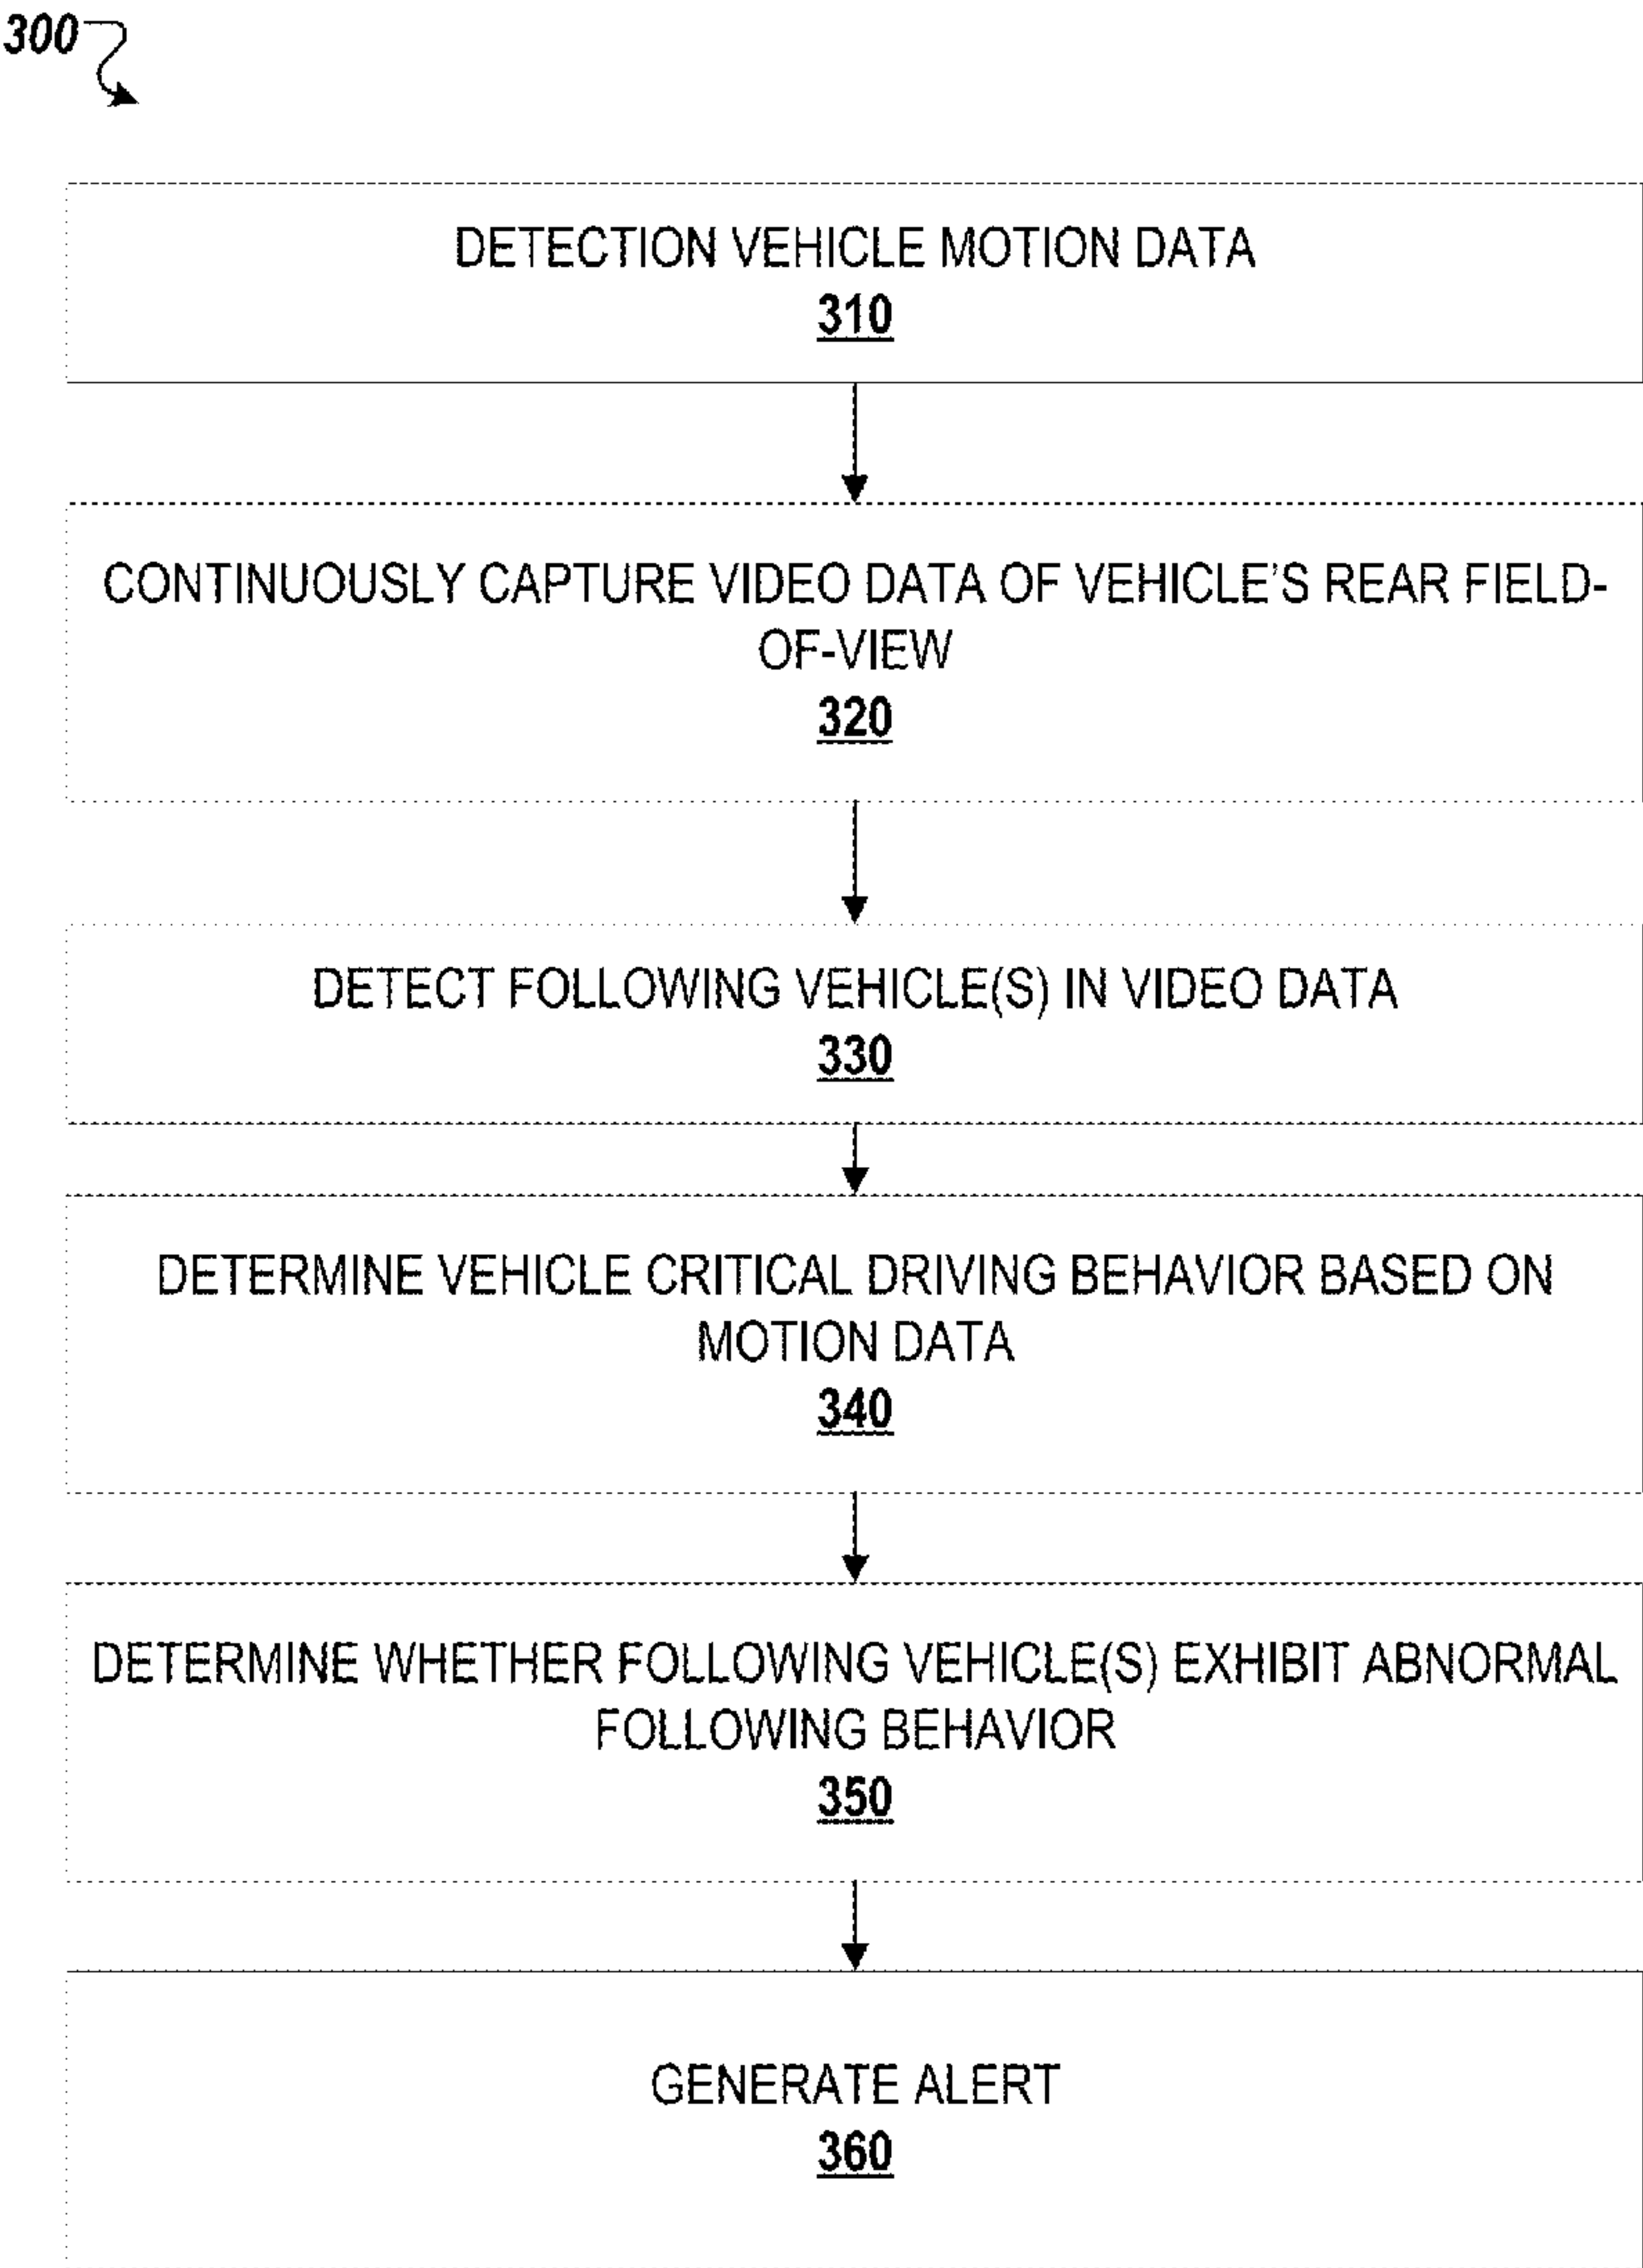 300
DETECTION VEHICLE MOTION DATA
310
CONTINUOUSLY CAPTURE VIDEO DATA OF VEHICLE'S REAR FIELD-
OF-VIEW
320
DETECT FOLLOWING VEHICLE(S) IN VIDEO DATA
330
DETERMINE VEHICLE CRITICAL DRIVING BEHAVIOR BASED ON
MOTION DATA
340
DETERMINE WHETHER FOLLOWING VEHICLE(S) EXHIBIT ABNORMAL
FOLLOWING BEHAVIOR
350
GENERATE ALERT
360